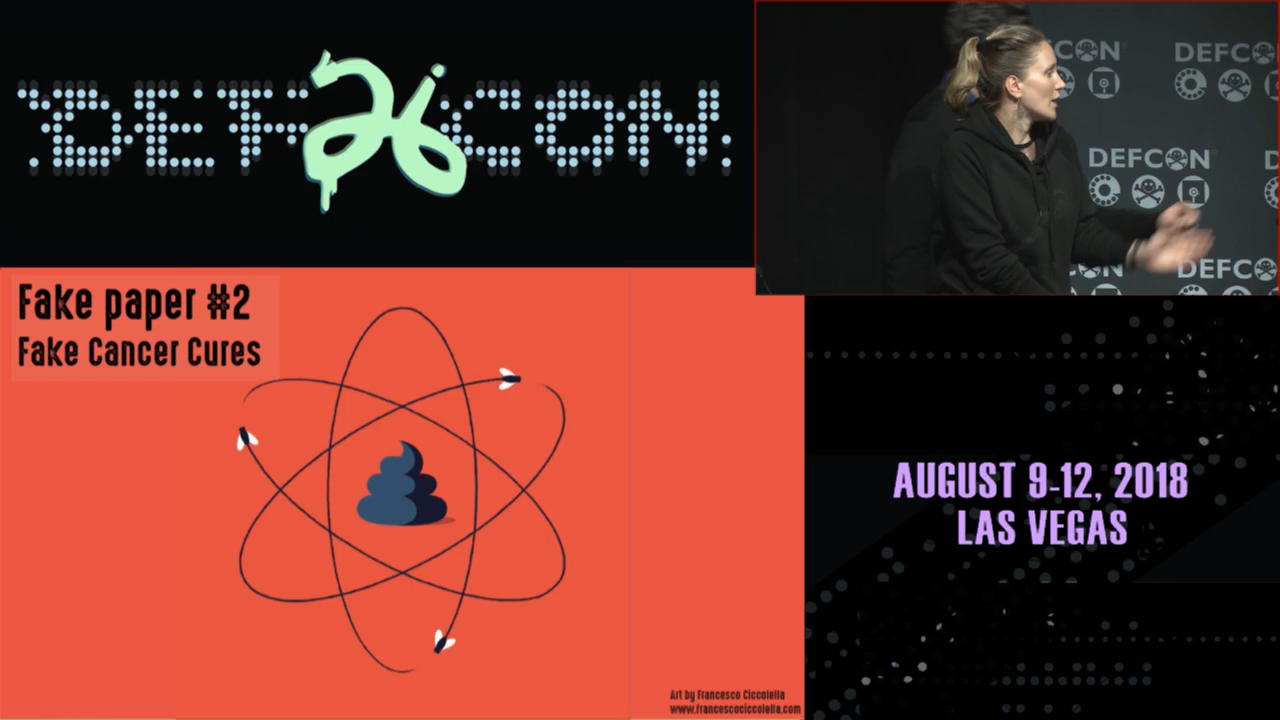 DEF CON 26
DEFCON
DEFCON
DEFCON
DEFCON
Fake paper #2
Fake Cancer Cures
AUGUST 9-12, 2018
LAS VEGAS
Art by Francesco Ciccolella
www.francescociccolella.com